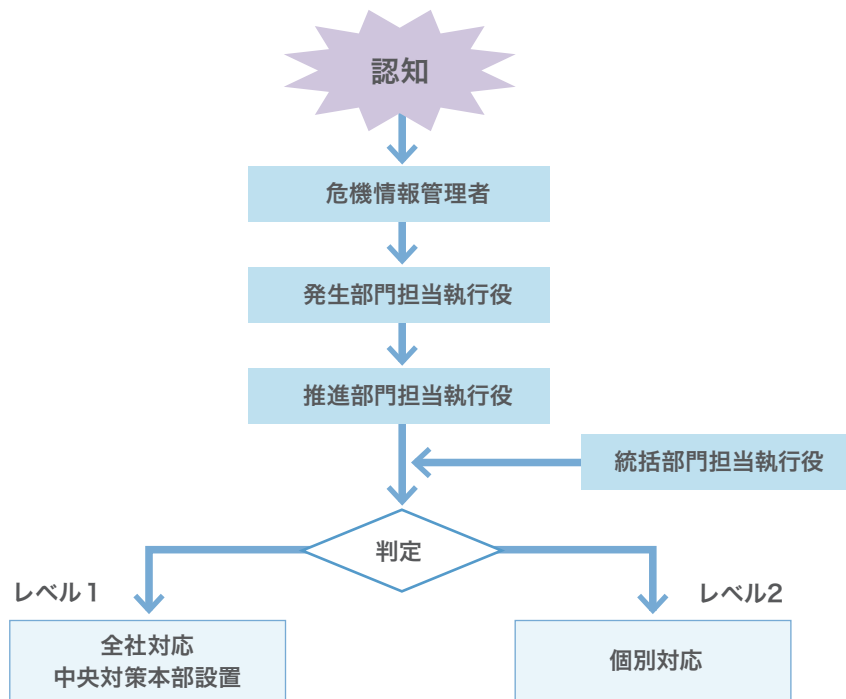 認知
危機情報管理者
発生部門担当執行役
推進部門担当執行役
統括部門担当執行役
判定
レベル1
レベル2
全社対応
中央対策本部設置
個別対応